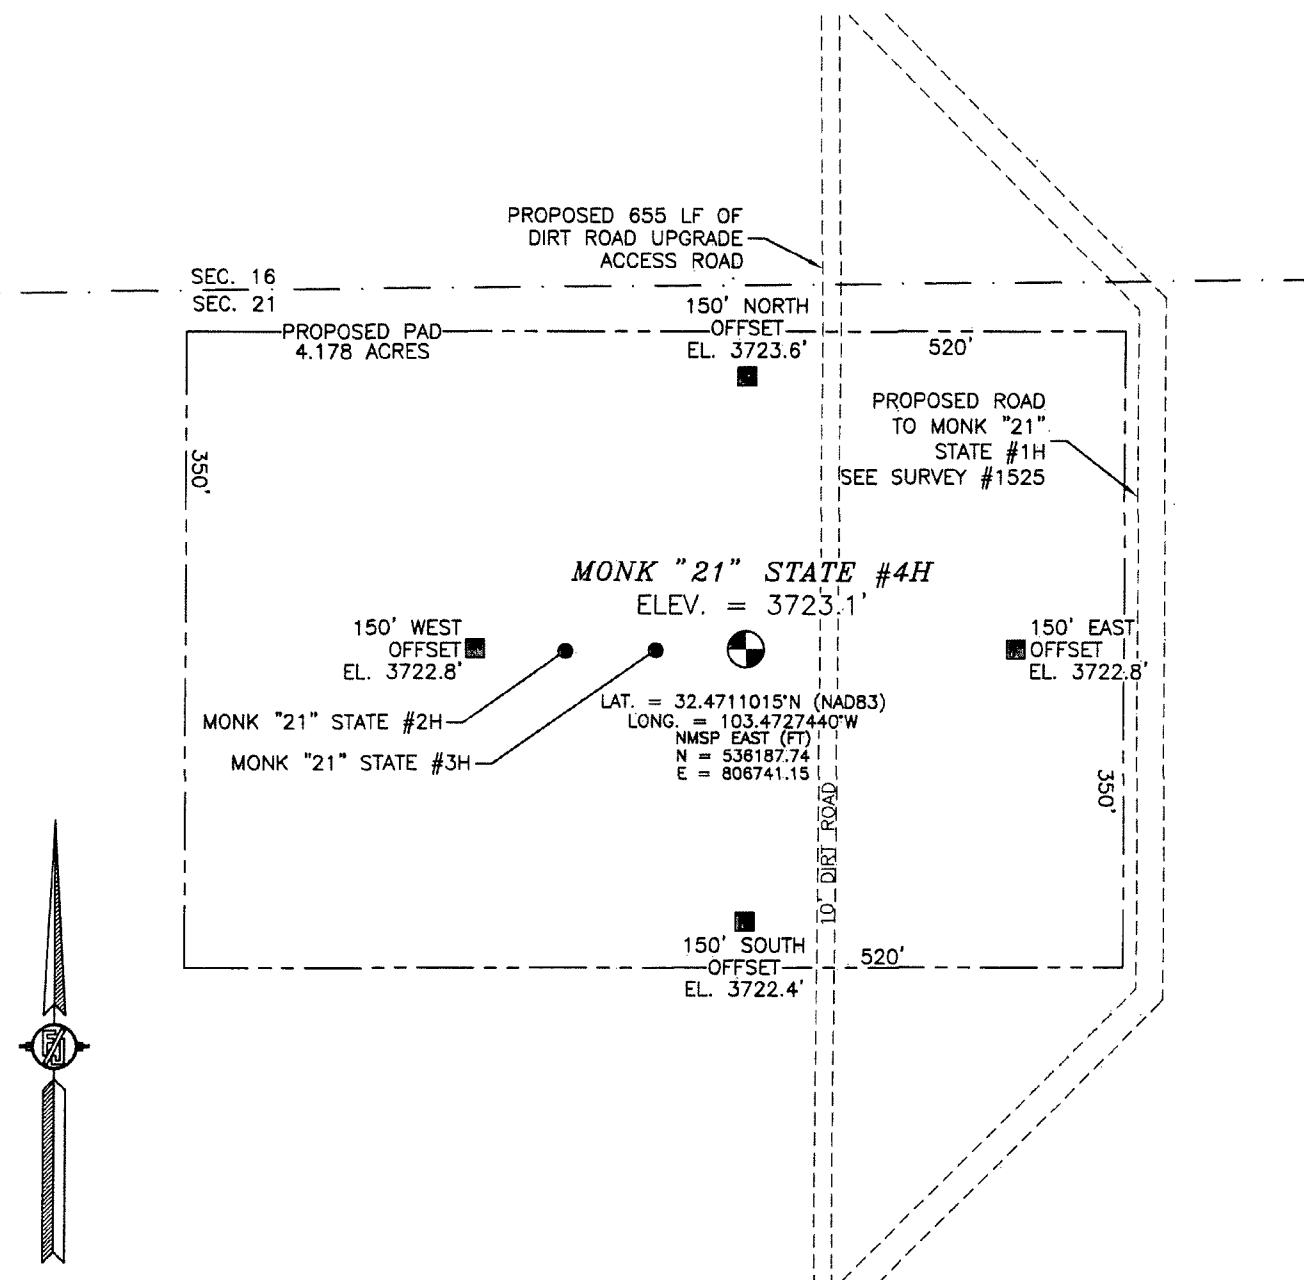 PROPOSED 655 LF OF
DIRT ROAD UPGRADE
ACCESS ROAD
SEC. 16
SEC. 21
150' NORTH
OFFSET
EL. 3723.6'
PROPOSED PAD
4.178 ACRES
520'
PROPOSED ROAD
TO MONK "21"
STATE #1H
SEE SURVEY #1525
350'
MONK "21" STATE #4H
ELEV. = 3723.1'
150' WEST
OFFSET
EL. 3722.8'
150' EAST
OFFSET
EL. 3722.8'
LAT. = 32.4711015°N (NAD83)
LONG. = 103.4727440°W
NMSP EAST (FT)
N = 536187.74
E = 806741.15
MONK "21" STATE #2H
MONK "21" STATE #3H
350'
10' DIRT ROAD
150' SOUTH
OFFSET
EL. 3722.4'
520'